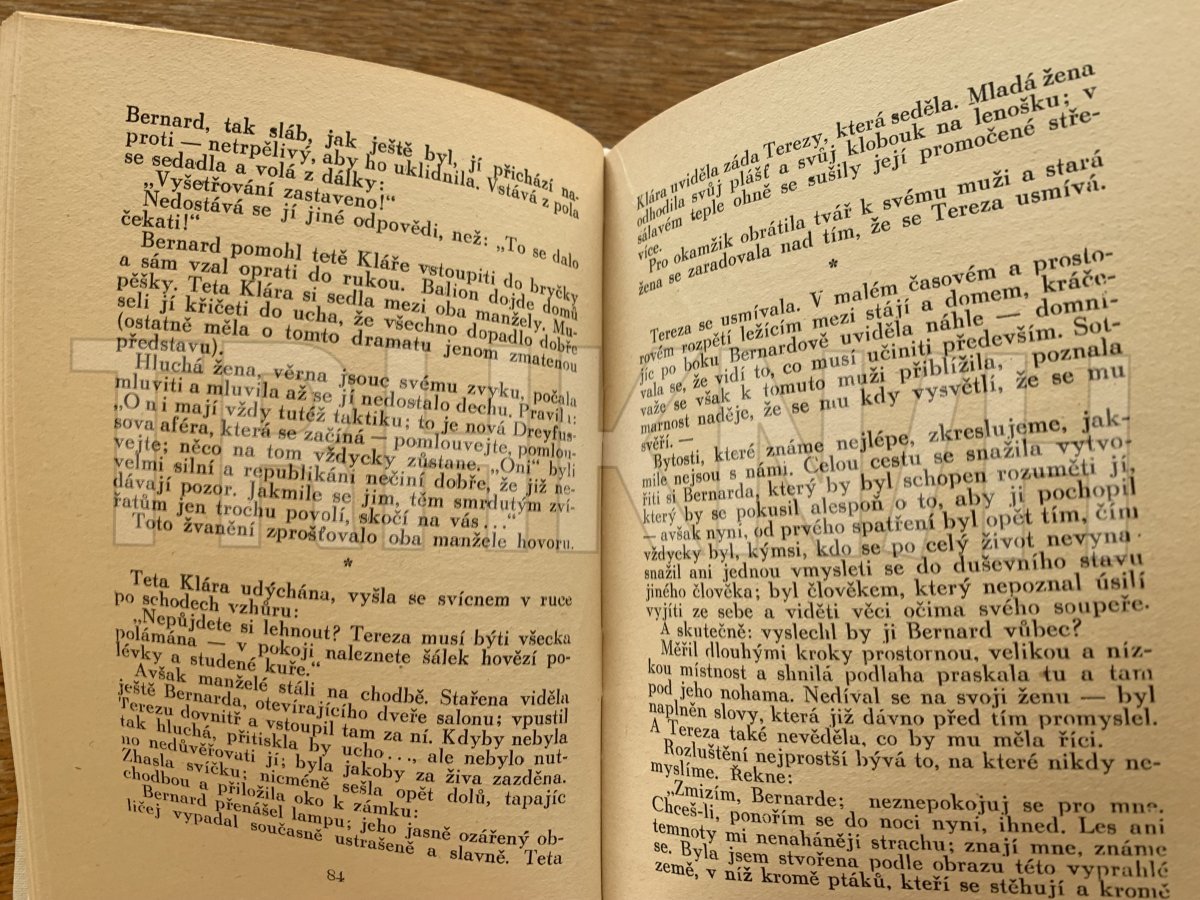 Bernard, tak sláb, jak ještě byl, jí přichází na-
proti — netrpělivý, aby ho uklidnila. Vstává z pola
se sedadla a volá z dálky:
„Vyšetřování zastaveno!“
Nedostává se jí jiné odpovědi, než: „To se dalo
čekati!“
Bernard pomohl tetě Kláře vstoupiti do bryčky
a sám vzal oprati do rukou. Balion dojde domů
pěšky. Teta Klára si sedla mezi oba manžely. Mu-
seli jí křičeti do ucha, že všechno dopadlo dobře
(ostatně měla o tomto dramatu jenom zmatenou
představu).
Hluchá žena, věrna jsouc svému zvyku, počala
mluviti a mluvila až se jí nedostalo dechu. Pravila:
„Oni mají vždy tutéž taktiku; to je nová Dreyfus-
sova aféra, která se začíná — pomlouvejte, pomlou-
vejte; něco na tom vždycky zůstane. „Oni“ byli
velmi silní a republikáni nečiní dobře, že již ne-
dávají pozor. Jakmile se jim, těm smrdutým zví-
řatům jen trochu povolí, skočí na vás...“
Toto žvanění zprošťovalo oba manžele hovoru.
*
Teta Klára udýchána, vyšla se svícnem v ruce
po schodech vzhůru:
„Nepůjdete si lehnout? Tereza musí býti všecka
polámána — v pokoji naleznete šálek hovězí po-
lévky a studené kuře.“
Avšak manželé stáli na chodbě. Stařena viděla
ještě Bernarda, otevírajícího dveře salonu; vpustil
Terezu dovnitř a vstoupil tam za ní. Kdyby nebyla
tak hluchá, přitiskla by ucho..., ale nebylo nut-
no nedůvěřovati jí; byla jakoby za živa zazděna.
Zhasla svíčku; nicméně sešla opět dolů, tapajíc
chodbou a přiložila oko k zámku:
Bernard přenášel lampu; jeho jasně ozářený ob-
ličej vypadal současně ustrašeně a slavně. Teta
84
Klára uviděla záda Terezy, která seděla. Mladá žena
odhodila svůj plášť a svůj klobouk na lenošku; v
sálavém teple ohně se sušily její promočené stře-
více.
Pro okamžik obrátila tvář k svému muži a stará
žena se zaradovala nad tím, že se Tereza usmívá.
*
Tereza se usmívala. V malém časovém a prosto-
rovém rozpětí ležícím mezi stájí a domem, kráče-
jíc po boku Bernardově uviděla náhle — domní-
vala se, že vidí to, co musí učiniti především. Sot-
važe se však k tomuto muži přiblížila, poznala
marnost naděje, že se mu kdy vysvětlí, že se mu
svěří. —
Bytosti, které známe nejlépe, zkreslujeme, jak-
mile nejsou s námi. Celou cestu se snažila vytvo-
řiti si Bernarda, který by byl schopen rozuměti jí,
který by se pokusil alespoň o to, aby ji pochopil
— avšak nyní, od prvého spatření byl opět tím, čím
vždycky byl, kýmsi, kdo se po celý život nevyna-
snažil ani jednou vmysleti se do duševního stavu
jiného člověka; byl člověkem, který nepoznal úsilí
vyjíti ze sebe a viděti věci očima svého soupeře.
A skutečně: vyslechl by ji Bernard vůbec?
Měřil dlouhými kroky prostornou, velikou a níz-
kou místnost a shnilá podlaha praskala tu a tam
pod jeho nohama. Nedíval se na svoji ženu — byl
naplněn slovy, která již dávno před tím promyslel.
A Tereza také nevěděla, co by mu měla říci.
Rozluštění nejprostší bývá to, na které nikdy ne-
myslíme. Řekne:
„Zmizím, Bernarde; neznepokojuj se pro mne.
Chceš-li, ponořím se do noci nyní, ihned. Les ani
temnoty mi nenahánějí strachu; znají mne, známe
se. Byla jsem stvořena podle obrazu této vyprahlé
země, v níž kromě ptáků, kteří se stěhují a kromě